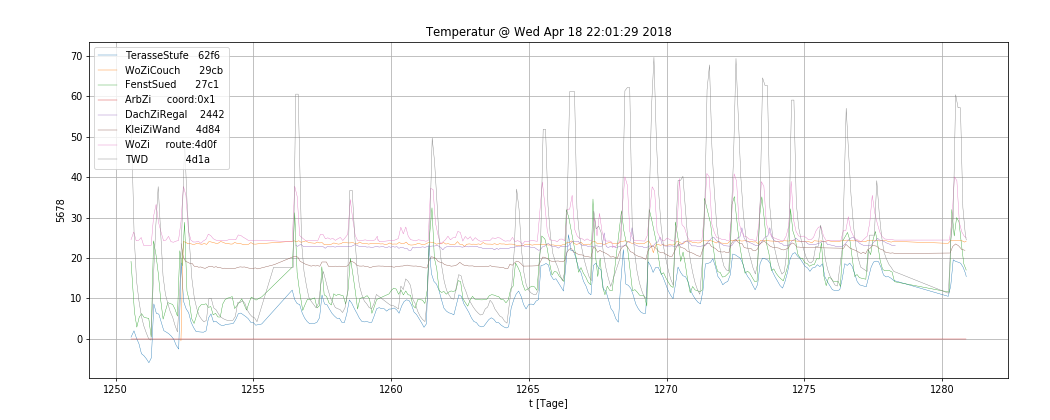 Temperatur @ Wed Apr 18 22:01:29 2018
70
60
50
40
30
20
10
0
5678
TerasseStufe 62f6
WoZiCouch 29cb
FenstSued 27c1
ArbZi coord:0x1
DachZiRegal 2442
KleiZiWand 4d84
WoZi route:4d0f
TWD 4d1a
1250 1255 1260 1265 1270 1275 1280
t [Tage]